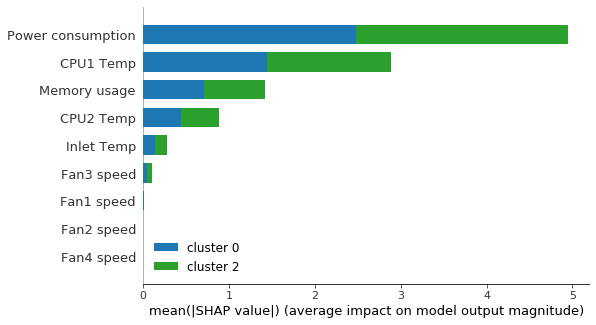 Power consumption
CPU1 Temp
Memory usage
CPU2 Temp
Inlet Temp
Fan3 speed
Fan1 speed
Fan2 speed
Fan4 speed
cluster 0
cluster 2
0 1 2 3 4 5
mean(|SHAP value|) (average impact on model output magnitude)